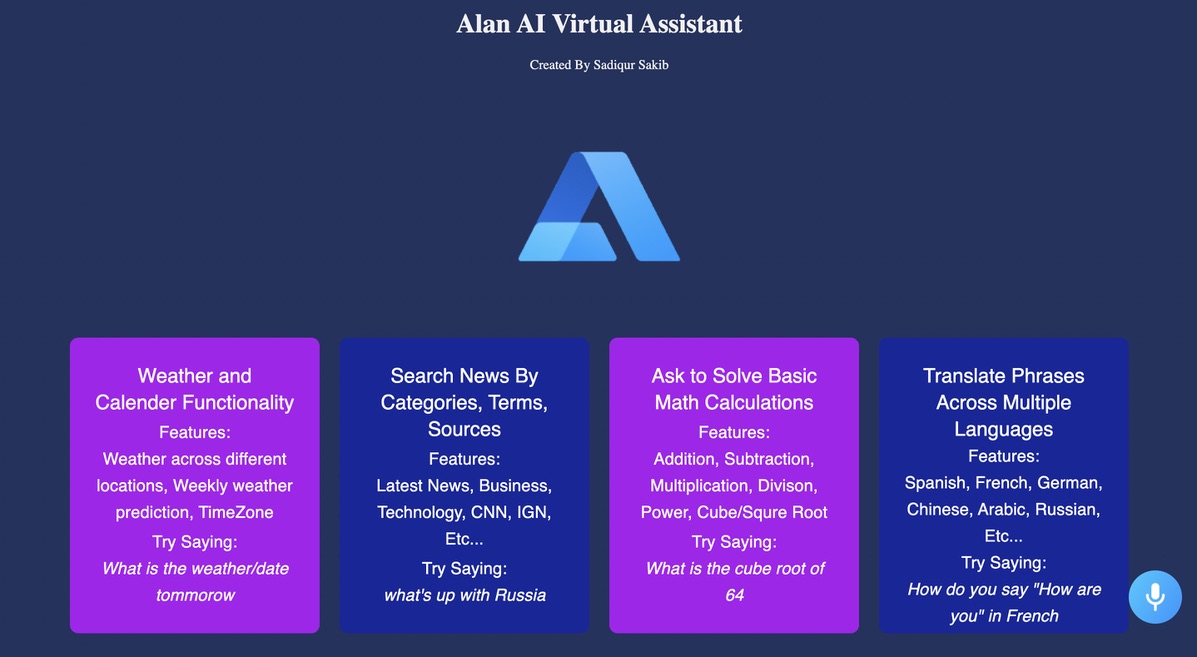 Alan AI Virtual Assistant
Created By Sadiqur Sakib
Weather and
Calender Functionality
Features:
Weather across different
locations, Weekly weather
prediction, TimeZone
Try Saying:
What is the weather/date
tommorow
Search News By
Categories, Terms,
Sources
Features:
Latest News, Business,
Technology, CNN, IGN,
Etc...
Try Saying:
what's up with Russia
Ask to Solve Basic
Math Calculations
Features:
Addition, Subtraction,
Multiplication, Divison,
Power, Cube/Squre Root
Try Saying:
What is the cube root of
64
Translate Phrases
Across Multiple
Languages
Features:
Spanish, French, German,
Chinese, Arabic, Russian,
Etc...
Try Saying:
How do you say "How are
you" in French